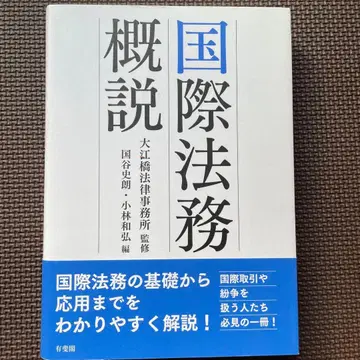 国際法務
概説
大江橋法律事務所 監修
国谷史朗・小林和弘 編
国際法務の基礎から
応用までを
わかりやすく解説！
国際取引や
紛争を
扱う人たち
必見の一冊！
有斐閣